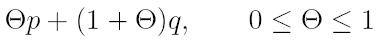 Θp + (1 + Θ)q, 0 ≤ Θ ≤ 1